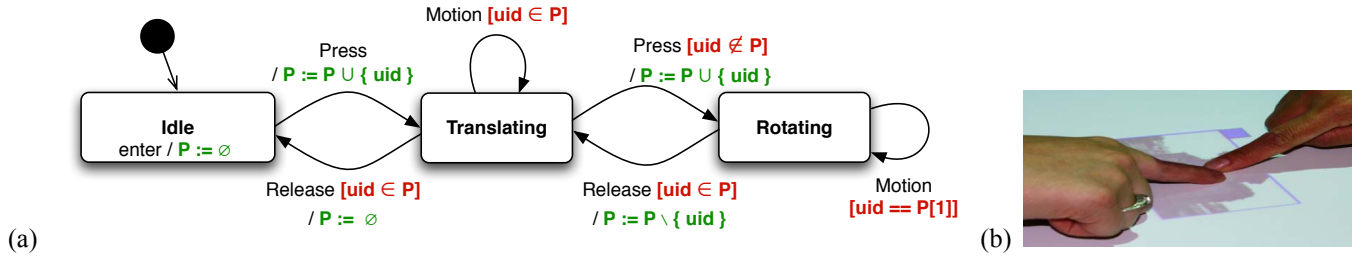 Motion [uid ∈ P]
Press
/ P := P ∪ { uid }
Press [uid ∉ P]
/ P := P ∪ { uid }
Idle
enter / P := ∅
Translating
Rotating
Release [uid ∈ P]
/ P := ∅
Release [uid ∈ P]
/ P := P \ { uid }
Motion
[uid == P[1]]
(a)
(b)